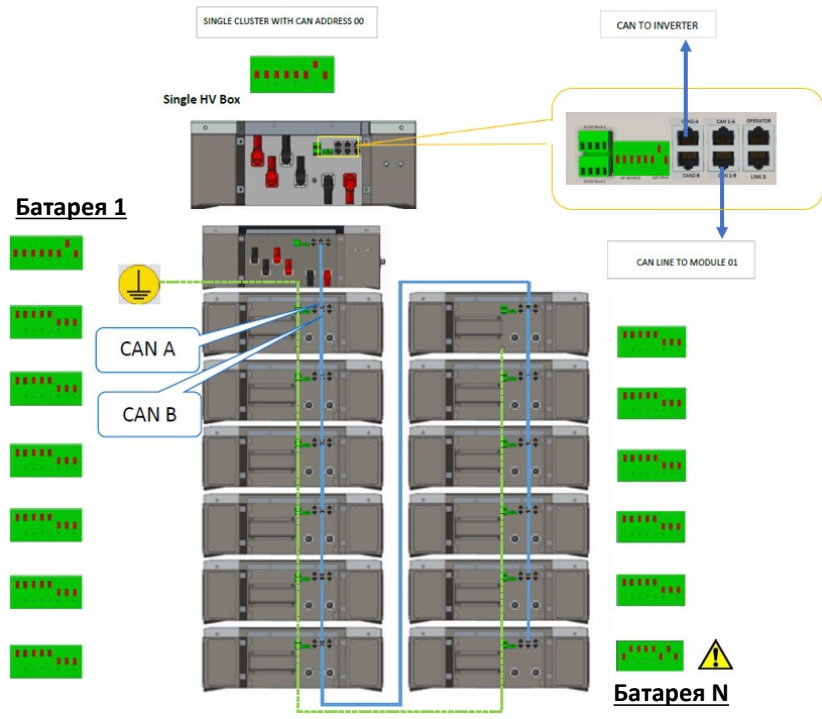 SINGLE CLUSTER WITH CAN ADDRESS 00
CAN TO INVERTER
Single HV Box
CAN2-A
CAN 1-A
OPERATOR
CAN2-B
CAN 1-B
LINK B
Батарея 1
CAN LINE TO MODULE 01
CAN A
CAN B
Батарея N